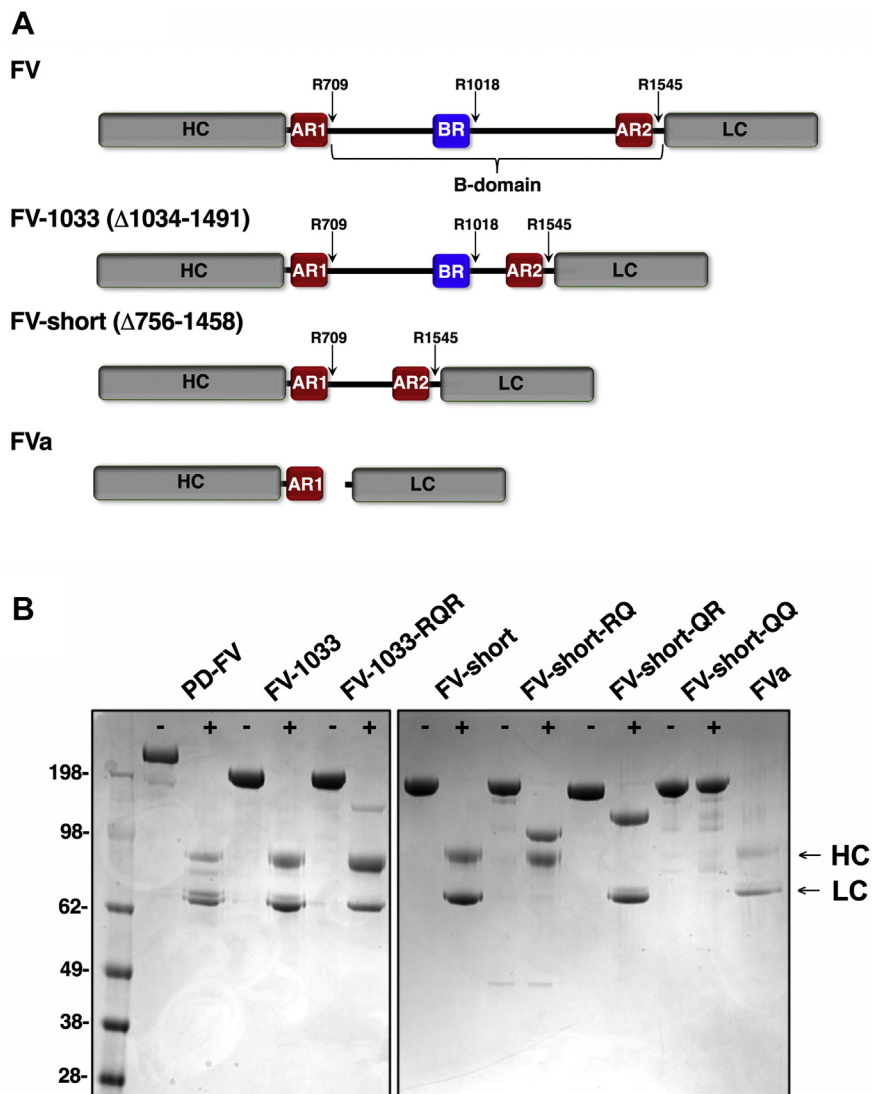 A
FV
R709 R1018 R1545
HC AR1 BR AR2 LC
B-domain
FV-1033 (Δ1034-1491)
R709 R1018 R1545
HC AR1 BR AR2 LC
FV-short (Δ756-1458)
R709 R1545
HC AR1 AR2 LC
FVa
HC AR1 LC
B
PD-FV FV-1033 FV-1033-RQR FV-short FV-short-RQ FV-short-QR FV-short-QQ FVa
- + - + - + - + - + - + - +
198-
98-
← HC
← LC
62-
49-
38-
28-